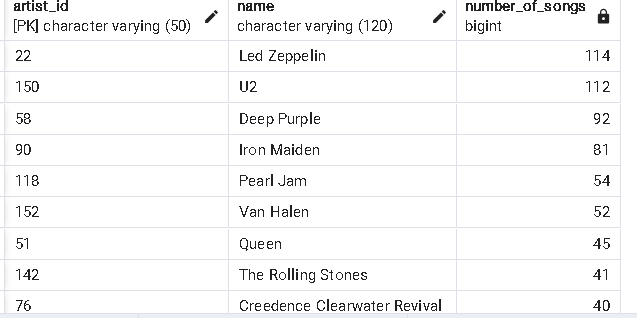 artist_id name number_of_songs
[PK] character varying (50) character varying (120) bigint
22 Led Zeppelin 114
150 U2 112
58 Deep Purple 92
90 Iron Maiden 81
118 Pearl Jam 54
152 Van Halen 52
51 Queen 45
142 The Rolling Stones 41
76 Creedence Clearwater Revival 40